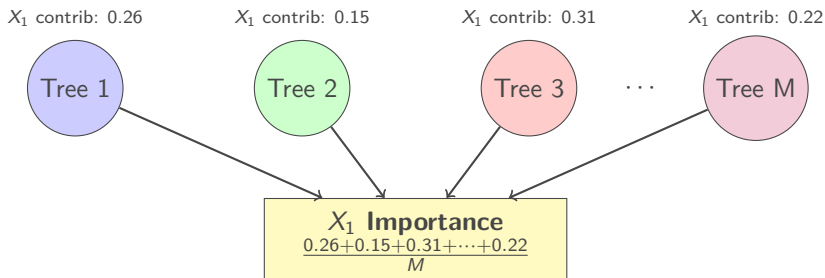 X₁ contrib: 0.26
X₁ contrib: 0.15
X₁ contrib: 0.31
X₁ contrib: 0.22
Tree 1
Tree 2
Tree 3
⋯
Tree M
X₁ Importance
0.26+0.15+0.31+⋯+0.22
M